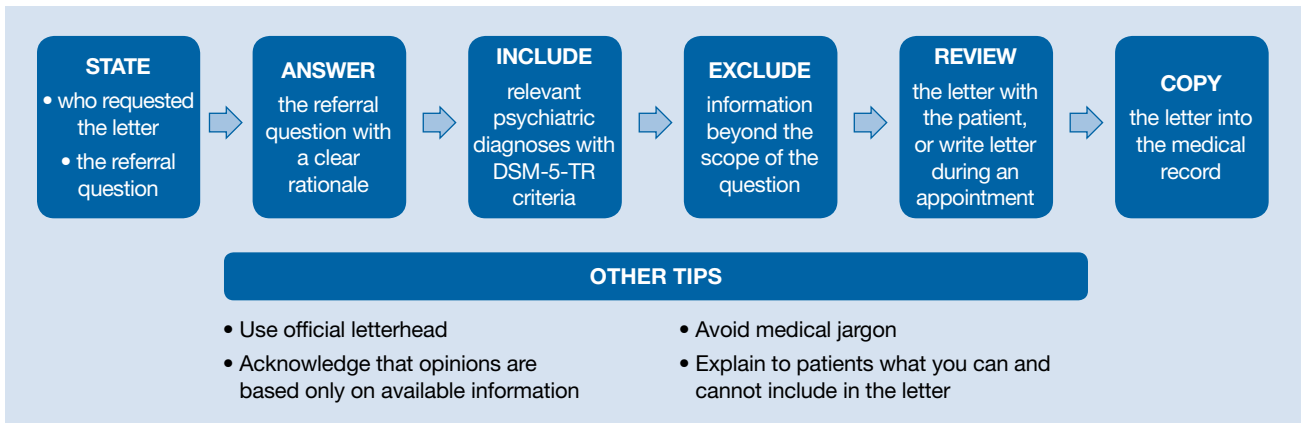 STATE
• who requested
the letter
• the referral
question
ANSWER
the referral
question with
a clear
rationale
INCLUDE
relevant
psychiatric
diagnoses with
DSM-5-TR
criteria
EXCLUDE
information
beyond the
scope of the
question
REVIEW
the letter with
the patient,
or write letter
during an
appointment
COPY
the letter into
the medical
record
OTHER TIPS
• Use official letterhead
• Acknowledge that opinions are
based only on available information
• Avoid medical jargon
• Explain to patients what you can and
cannot include in the letter